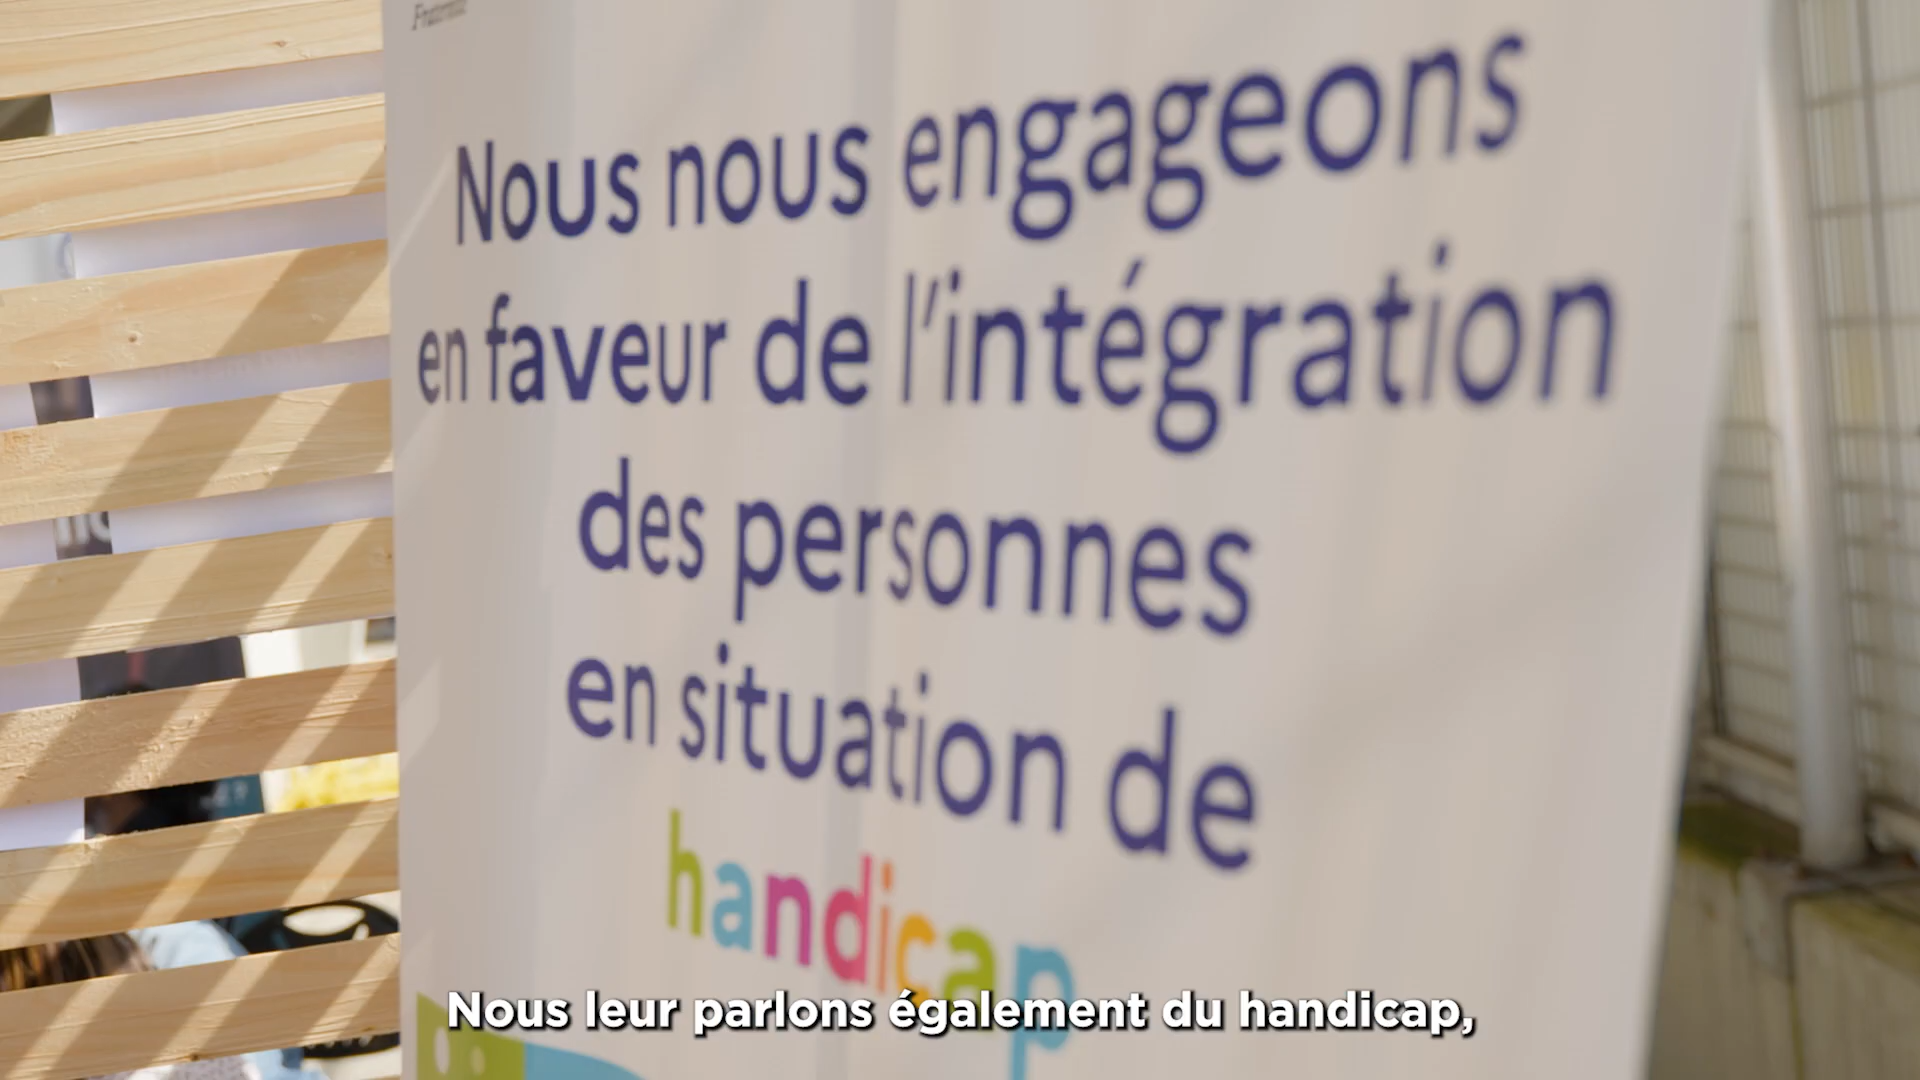 Nous nous engageons
en faveur de l'intégration
des personnes
en situation de
handicap
Nous leur parlons également du handicap,